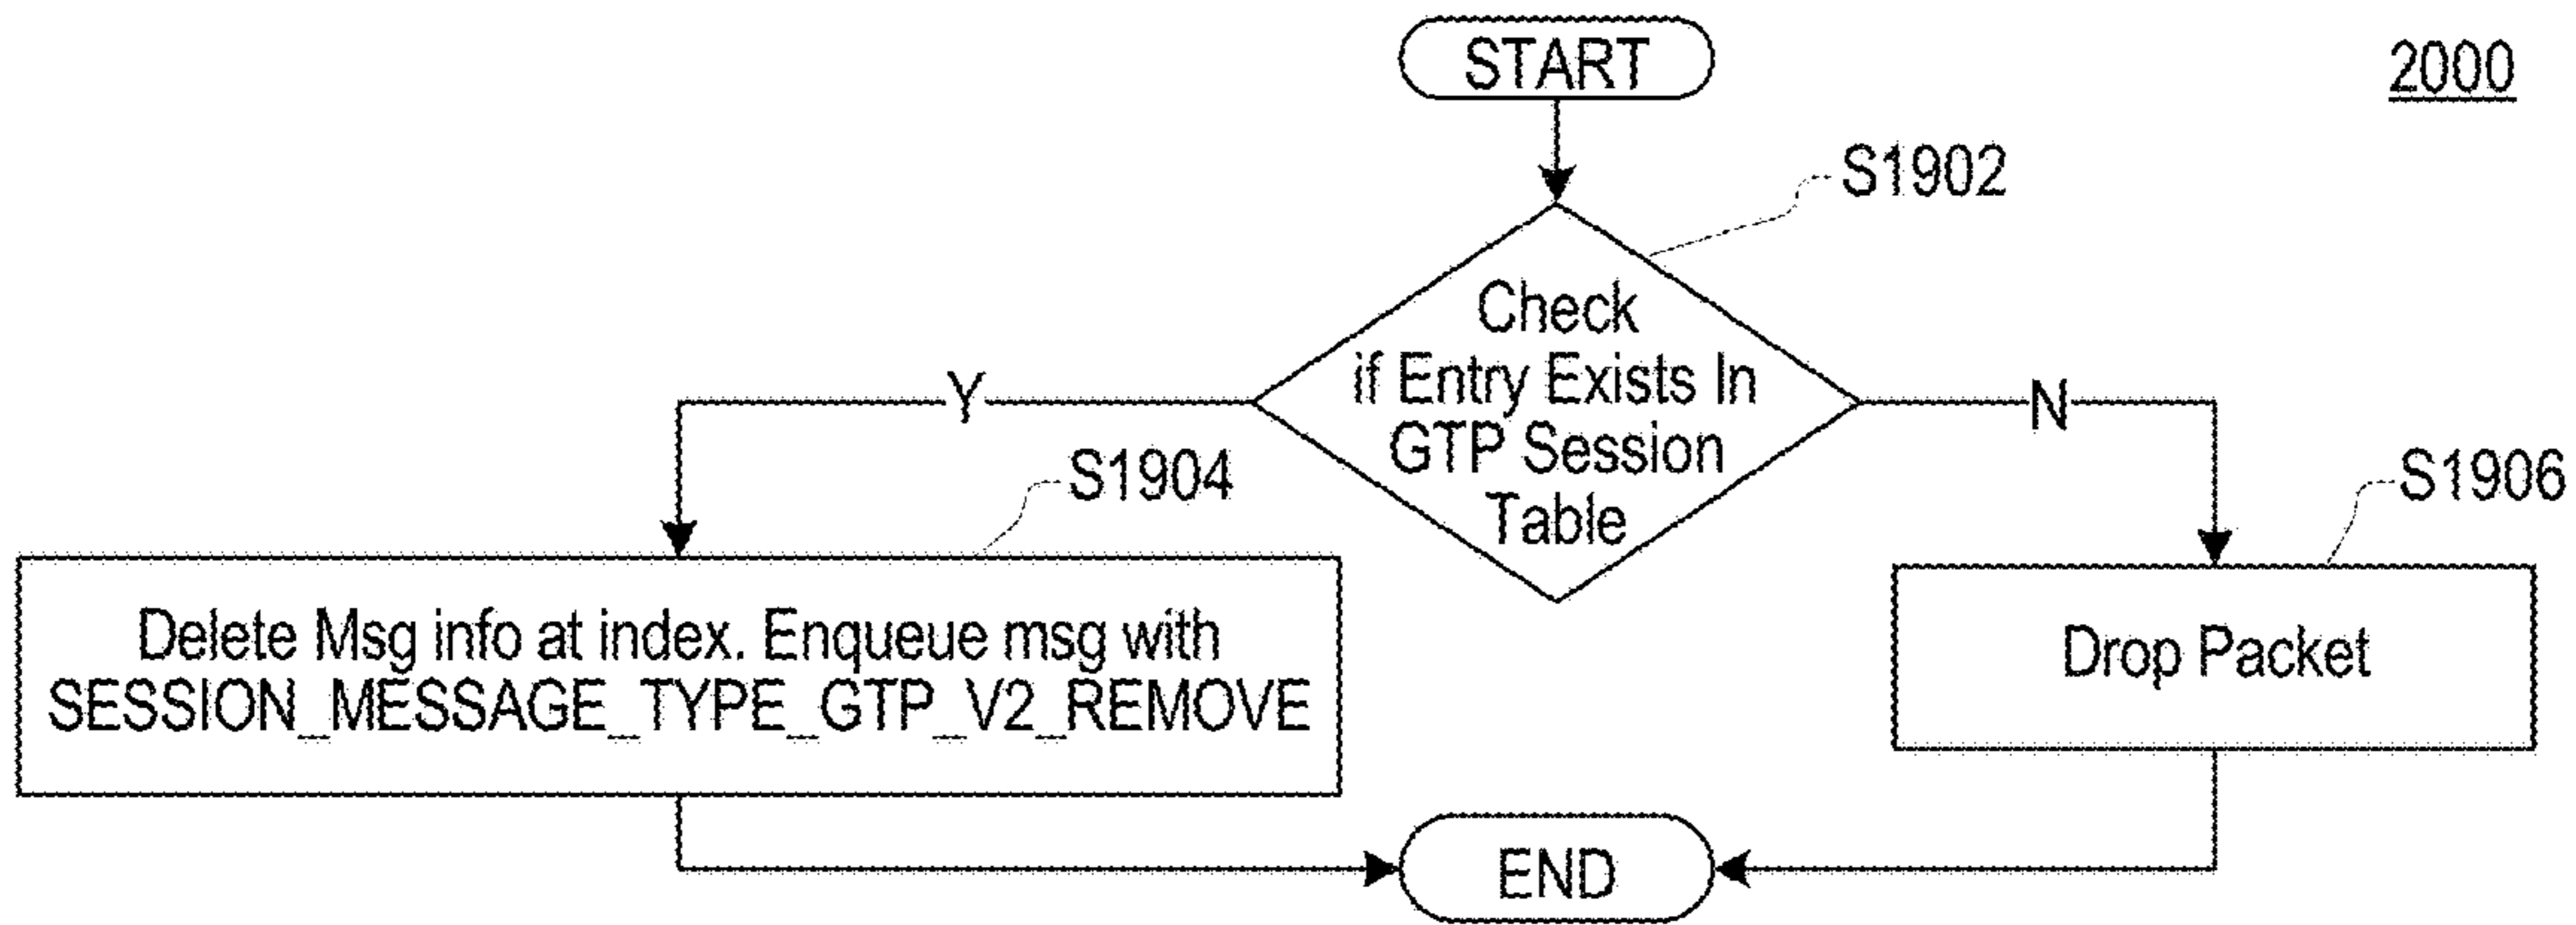 START
2000
S1902
Check
if Entry Exists In
GTP Session
Table
Y
N
S1904
S1906
Delete Msg info at index. Enqueue msg with
SESSION_MESSAGE_TYPE_GTP_V2_REMOVE
Drop Packet
END